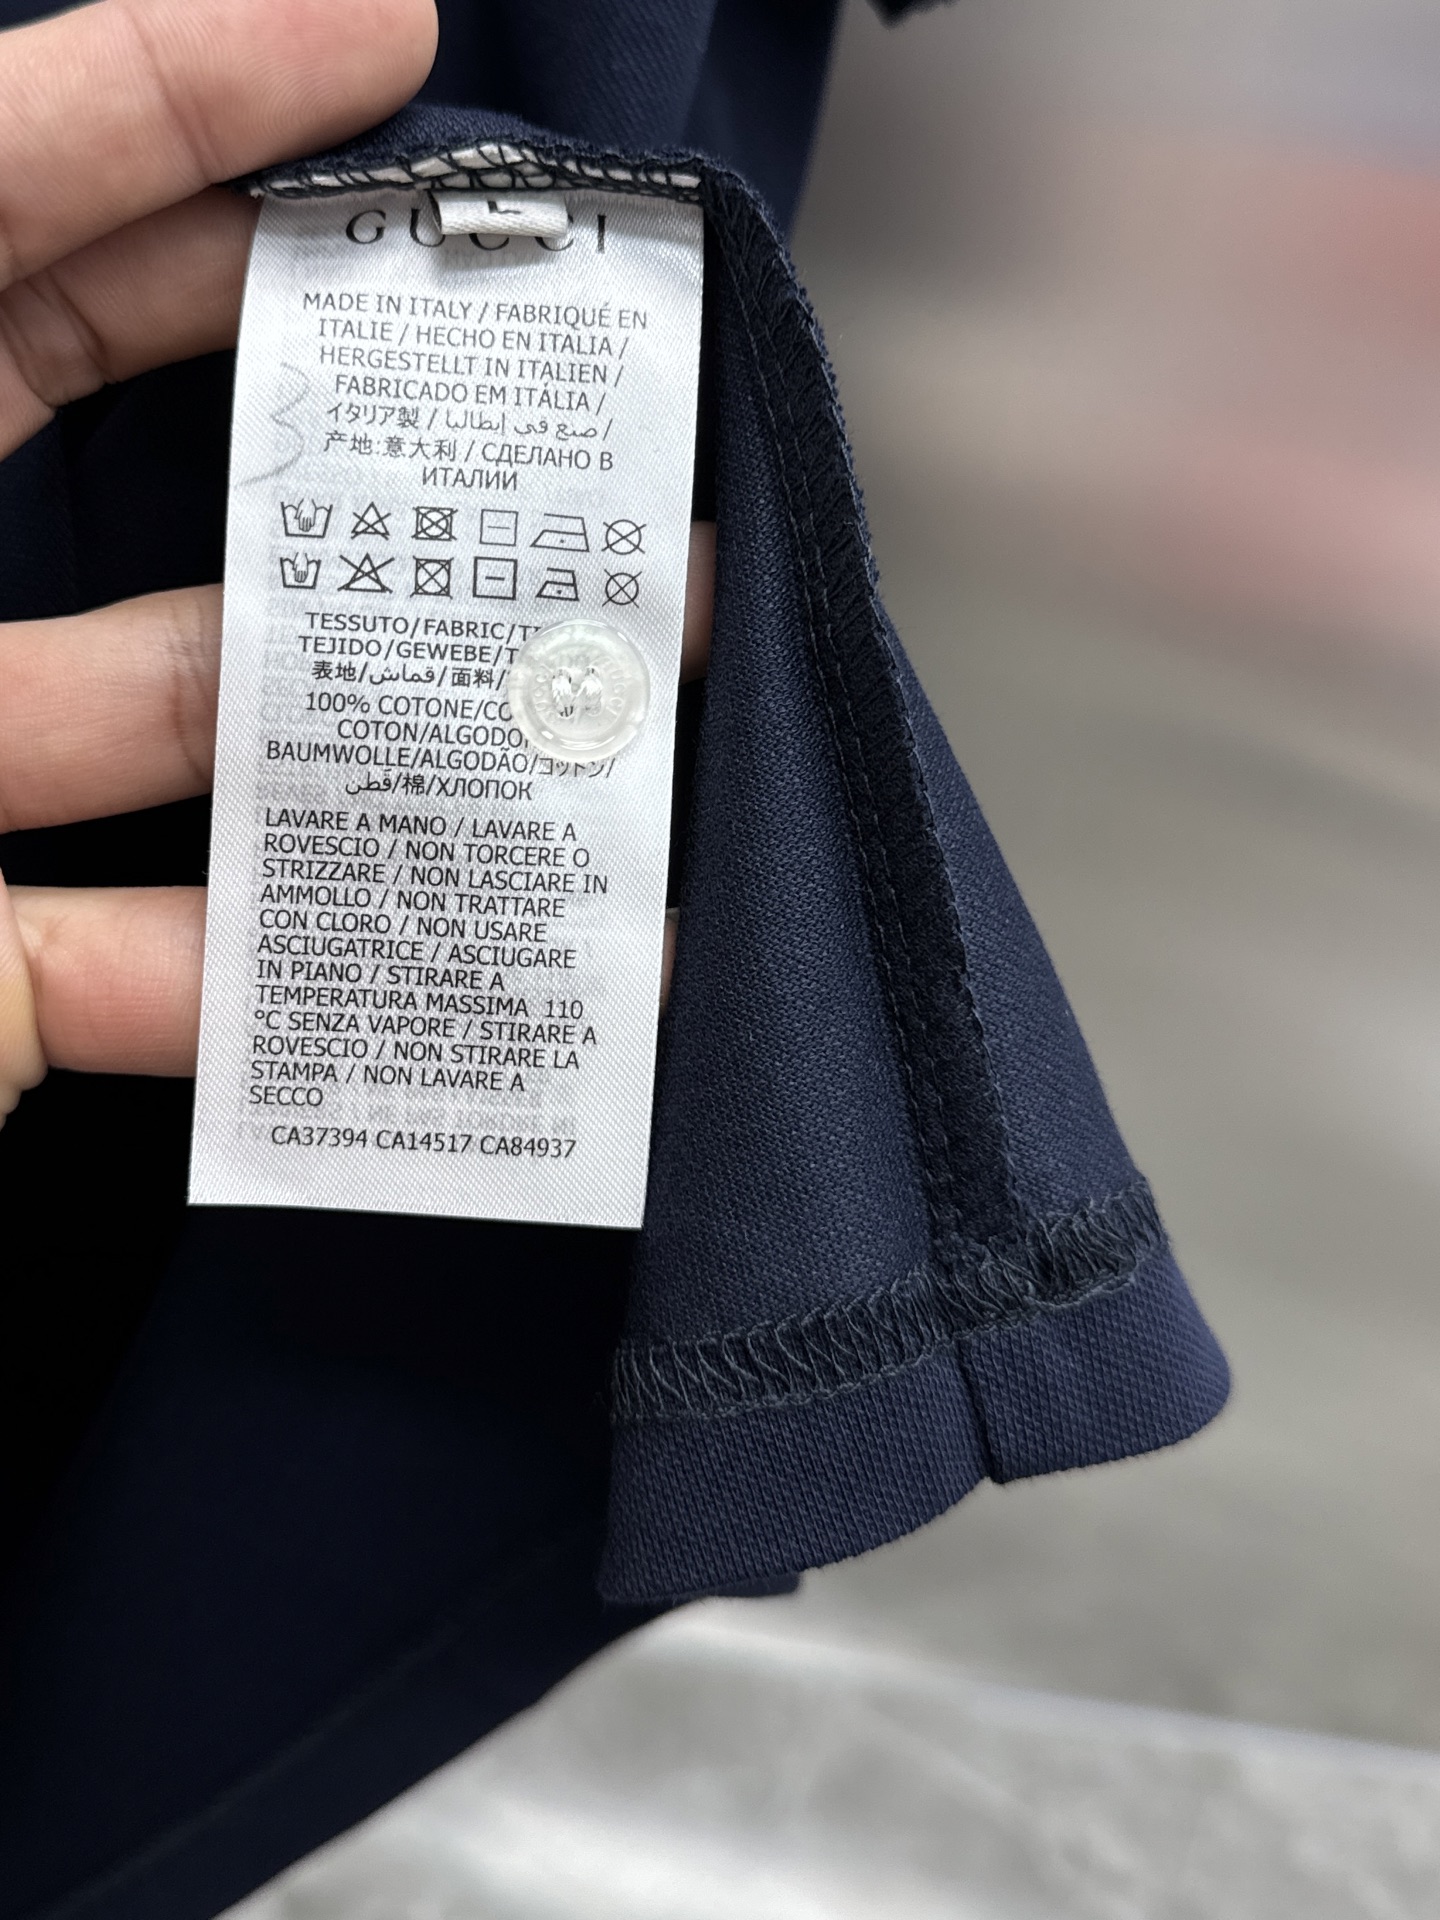 L
GUCCI
MADE IN ITALY / FABRIQUÉ EN
ITALIE / HECHO EN ITALIA /
HERGESTELLT IN ITALIEN /
FABRICADO EM ITÁLIA /
イタリア製 / صنع في إيطاليا /
产地:意大利 / СДЕЛАНО В
ИТАЛИИ
TESSUTO/FABRIC/
TEJIDO/GEWEBE/
表地/قماش/面料/
100% COTONE/
COTON/
BAUMWOLLE/ALGODÃO/コットン/
قطن/棉/ХЛОПОК
LAVARE A MANO / LAVARE A
ROVESCIO / NON TORCERE O
STRIZZARE / NON LASCIARE IN
AMMOLLO / NON TRATTARE
CON CLORO / NON USARE
ASCIUGATRICE / ASCIUGARE
IN PIANO / STIRARE A
TEMPERATURA MASSIMA 110
°C SENZA VAPORE / STIRARE A
ROVESCIO / NON STIRARE LA
STAMPA / NON LAVARE A
SECCO
CA37394 CA14517 CA84937